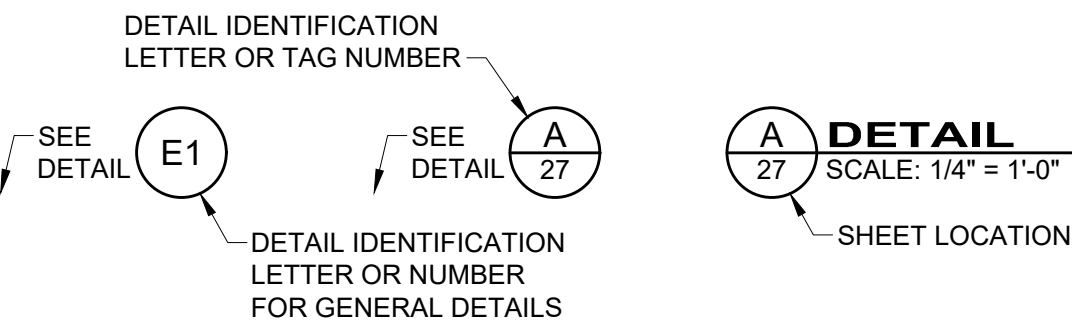 DETAIL IDENTIFICATION
LETTER OR TAG NUMBER
SEE
DETAIL
E1
SEE
DETAIL
A
27
A
27
DETAIL
SCALE: 1/4" = 1'-0"
DETAIL IDENTIFICATION
LETTER OR NUMBER
FOR GENERAL DETAILS
SHEET LOCATION